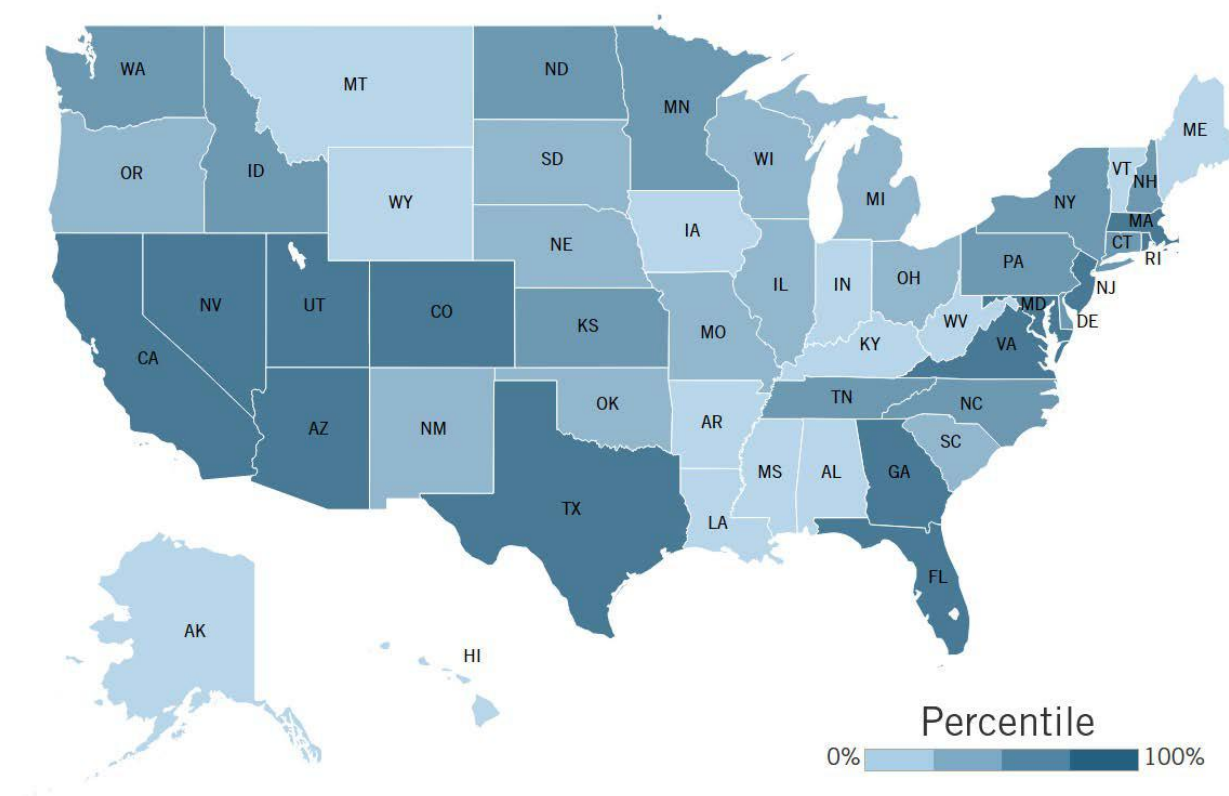 WA
MT
ND
MN
ME
OR
ID
SD
WI
MI
VT
NH
WY
NY
MA
IA
NE
CT
RI
PA
NV
UT
CO
IL
IN
OH
NJ
KS
MO
WV
MD
DE
CA
KY
VA
AZ
NM
OK
AR
TN
NC
SC
TX
MS
AL
GA
LA
FL
AK
HI
Percentile
0% 100%